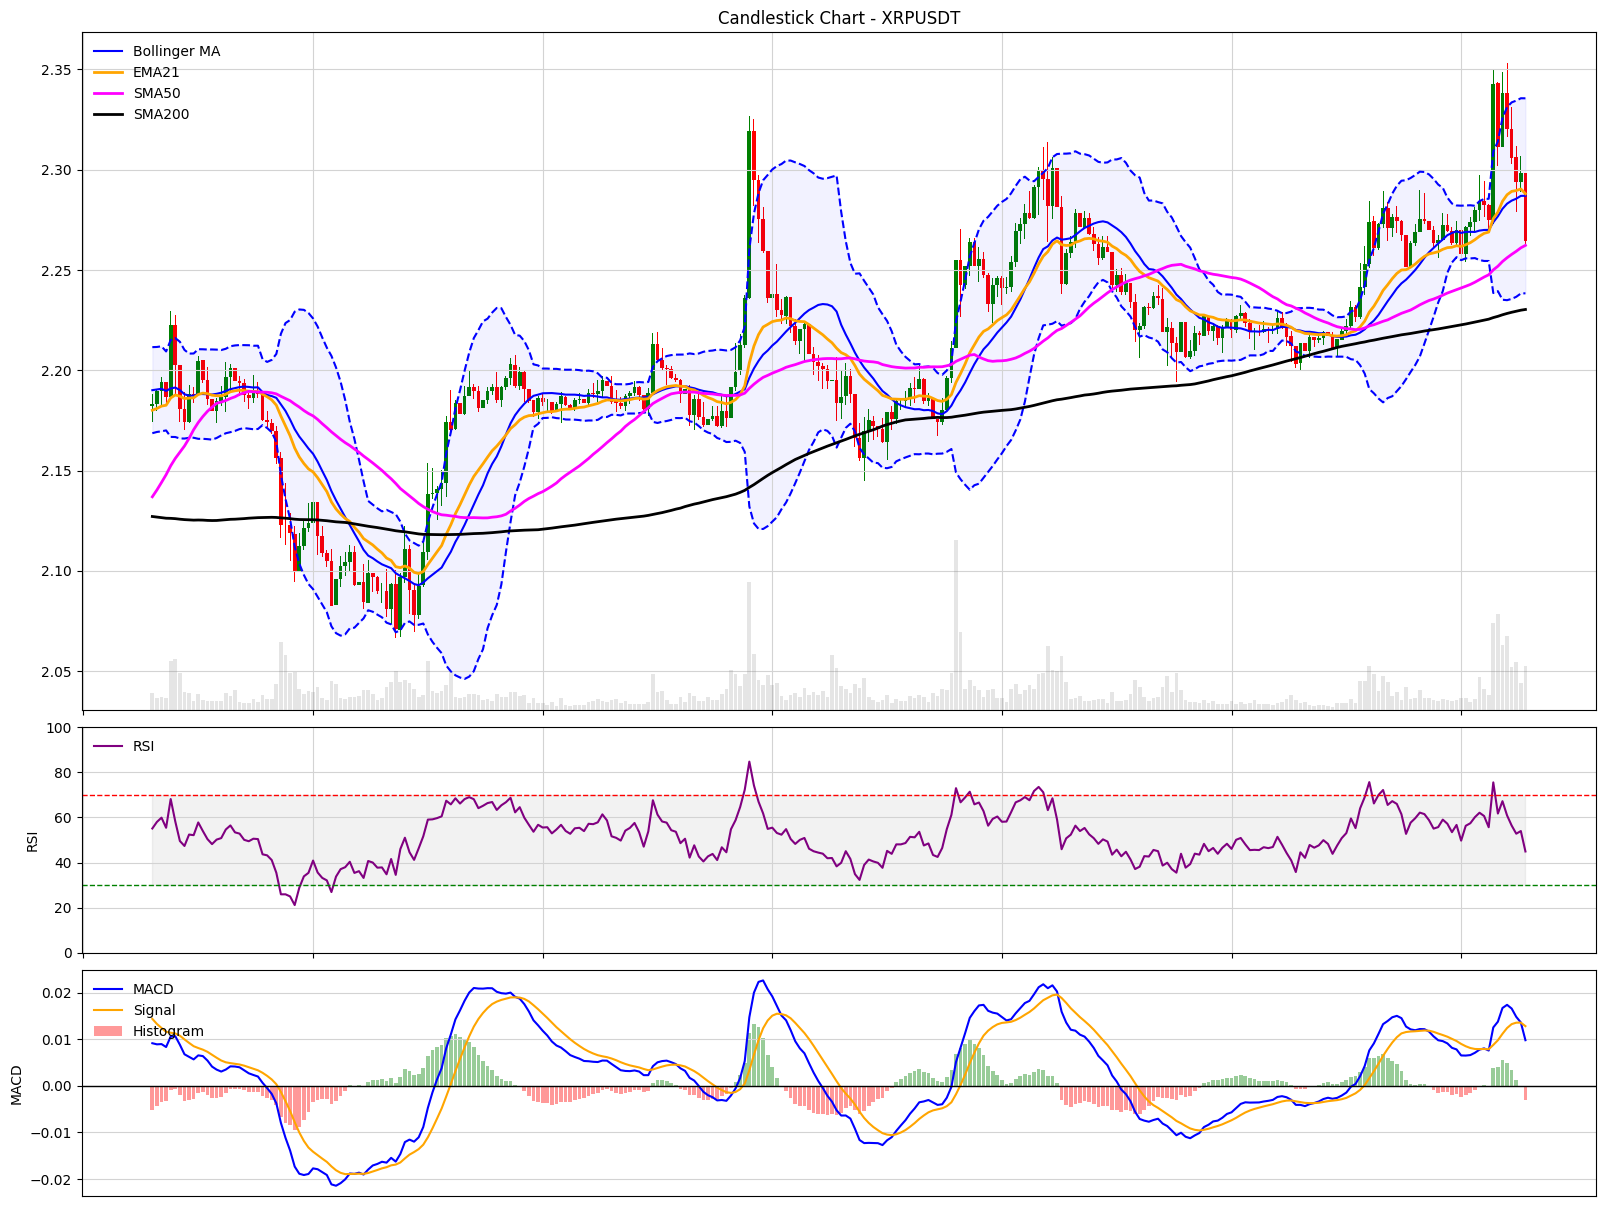 Candlestick Chart - XRPUSDT
Bollinger MA
EMA21
SMA50
SMA200
2.35
2.30
2.25
2.20
2.15
2.10
2.05
RSI
RSI
100
80
60
40
20
0
MACD
Signal
Histogram
MACD
0.02
0.01
0.00
−0.01
−0.02